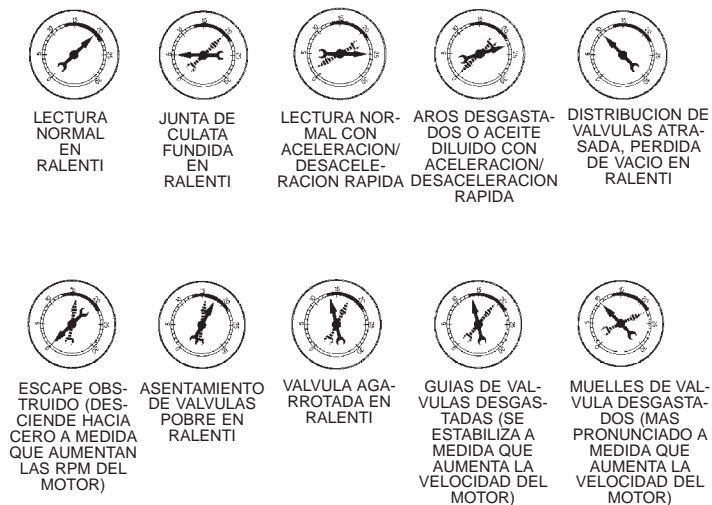 LECTURA
NORMAL
EN
RALENTI
JUNTA DE
CULATA
FUNDIDA
EN
RALENTI
LECTURA NOR-
MAL CON
ACELERACION/
DESACELE-
RACION RAPIDA
AROS DESGASTA-
DOS O ACEITE
DILUIDO CON
ACELERACION/
DESACELERACION
RAPIDA
DISTRIBUCION DE
VALVULAS ATRA-
SADA, PERDIDA
DE VACIO EN
RALENTI
ESCAPE OBS-
TRUIDO (DES-
CIENDE HACIA
CERO A MEDIDA
QUE AUMENTAN
LAS RPM DEL
MOTOR)
ASENTAMIENTO
DE VALVULAS
POBRE EN
RALENTI
VALVULA AGA-
RROTADA EN
RALENTI
GUIAS DE VAL-
VULAS DESGAS-
TADAS (SE
ESTABILIZA A
MEDIDA QUE
AUMENTA LA
VELOCIDAD DEL
MOTOR)
MUELLES DE VAL-
VULA DESGASTA-
DOS (MAS
PRONUNCIADO A
MEDIDA QUE
AUMENTA LA
VELOCIDAD DEL
MOTOR)